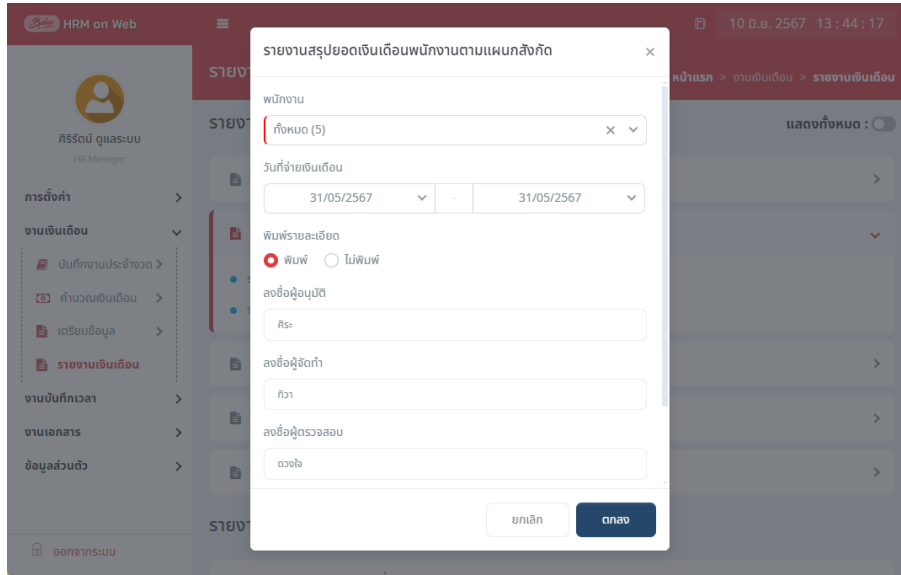 HRM on Web
10 มิ.ย. 2567 13 : 44 : 17
รายงานสรุปยอดเงินเดือนพนักงานตามแผนกสังกัด
หน้าแรก > งานเงินเดือน > รายงานเงินเดือน
แสดงทั้งหมด :
ศิริรัตน์ ดูแลระบบ
HR Manager
การตั้งค่า
งานเงินเดือน
บันทึกงานประจำงวด
คำนวณเงินเดือน
เตรียมข้อมูล
รายงานเงินเดือน
งานบันทึกเวลา
งานเอกสาร
ข้อมูลส่วนตัว
ออกจากระบบ
พนักงาน
ทั้งหมด (5)
วันที่จ่ายเงินเดือน
31/05/2567 - 31/05/2567
พิมพ์รายละเอียด
พิมพ์ ไม่พิมพ์
ลงชื่อผู้อนุมัติ
ศิระ
ลงชื่อผู้จัดทำ
ทิวา
ลงชื่อผู้ตรวจสอบ
ดวงใจ
ยกเลิก ตกลง